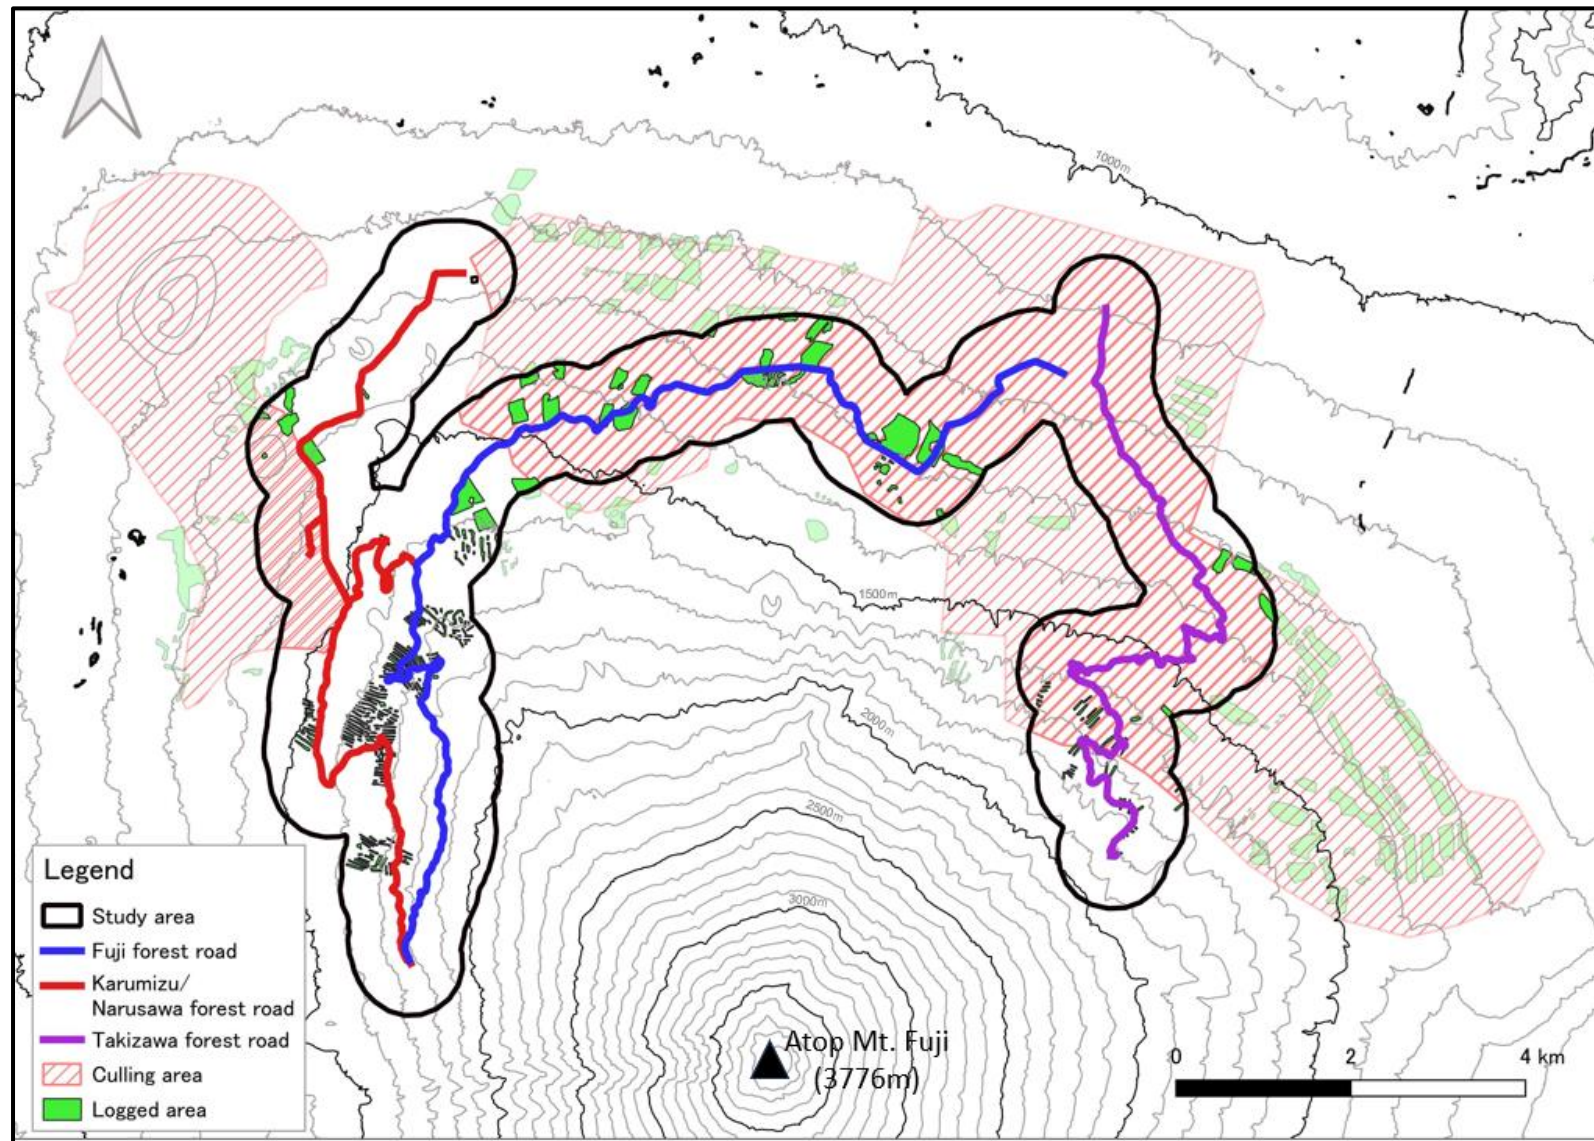 1000m
1500m
2000m
2500m
3000m
Legend
Study area
Fuji forest road
Karumizu/
Narusawa forest road
Takizawa forest road
Culling area
Logged area
Atop Mt. Fuji
(3776m)
0 2 4 km